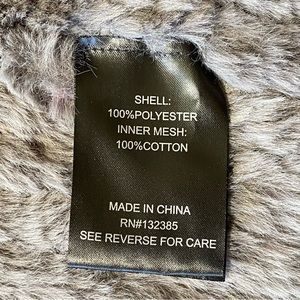 SHELL:
100%POLYESTER
INNER MESH:
100%COTTON
MADE IN CHINA
RN#132385
SEE REVERSE FOR CARE